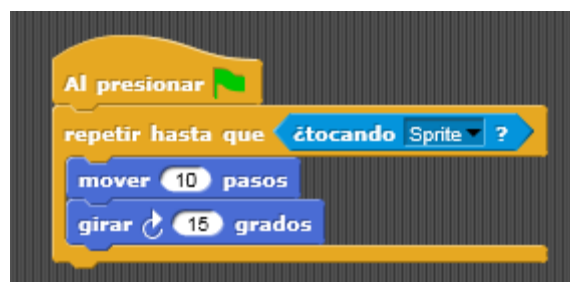 Al presionar
repetir hasta que ¿tocando Sprite ?
mover 10 pasos
girar 15 grados